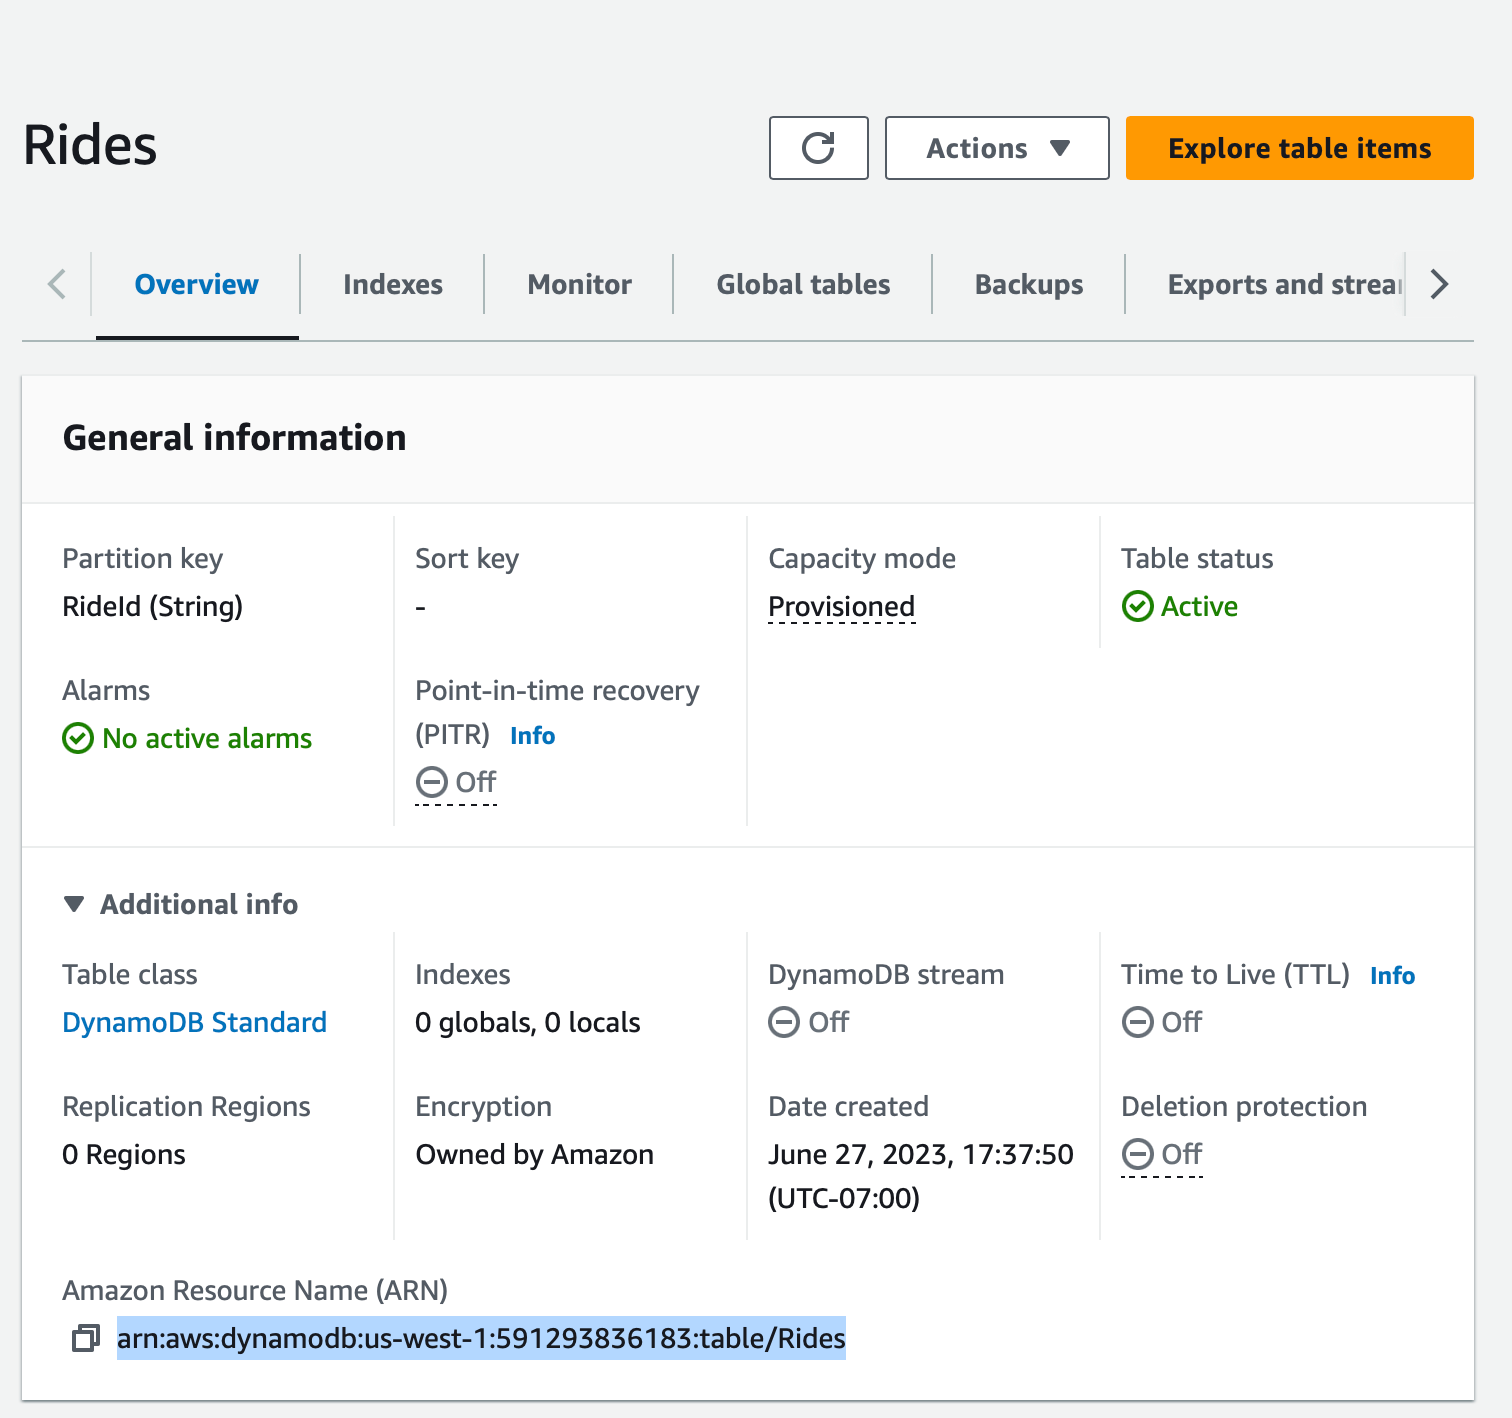 Rides
Actions
Explore table items
Overview
Indexes
Monitor
Global tables
Backups
Exports and strea
General information
Partition key
RideId (String)
Sort key
-
Capacity mode
Provisioned
Table status
Active
Alarms
No active alarms
Point-in-time recovery
(PITR) Info
Off
Additional info
Table class
DynamoDB Standard
Indexes
0 globals, 0 locals
DynamoDB stream
Off
Time to Live (TTL) Info
Off
Replication Regions
0 Regions
Encryption
Owned by Amazon
Date created
June 27, 2023, 17:37:50
(UTC-07:00)
Deletion protection
Off
Amazon Resource Name (ARN)
arn:aws:dynamodb:us-west-1:591293836183:table/Rides